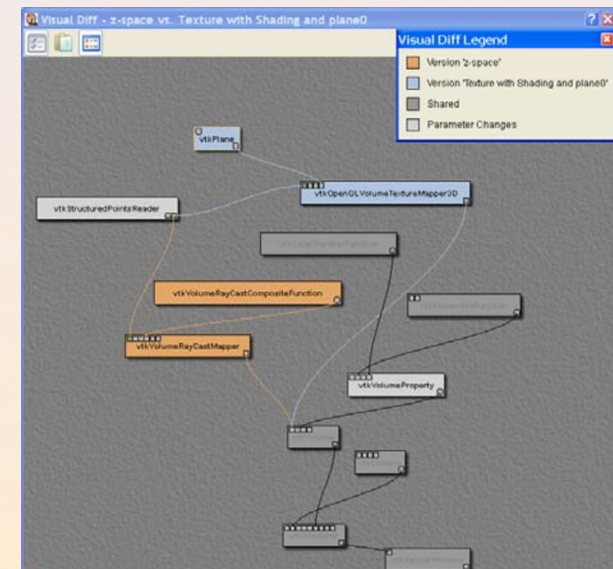 Visual Diff - z-space vs. Texture with Shading and plane0
Visual Diff Legend
Version 'z-space'
Version 'Texture with Shading and plane0'
Shared
Parameter Changes
vtkPlane
vtkOpenGLVolumeTextureMapper3D
vtkStructuredPointsReader
vtkVolumeRayCastCompositeFunction
vtkVolumeRayCastMapper
vtkVolumeProperty